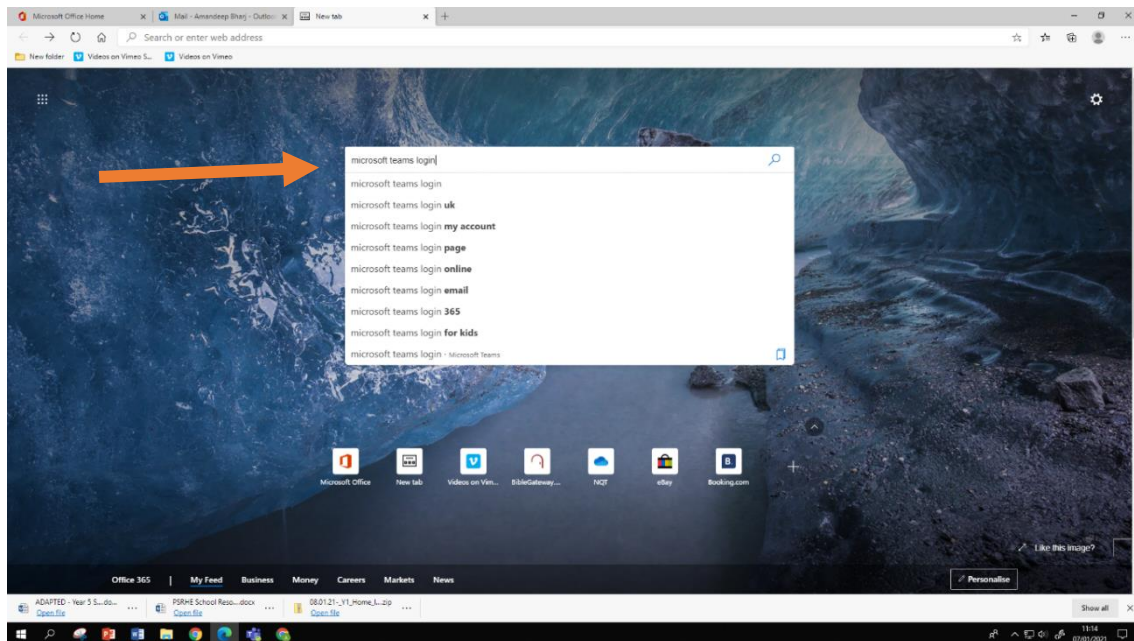 Microsoft Office Home
Mail - Amandeep Bharj - Outlook
New tab
Search or enter web address
New folder
Videos on Vimeo S...
Videos on Vimeo
microsoft teams login
microsoft teams login
microsoft teams login uk
microsoft teams login my account
microsoft teams login page
microsoft teams login online
microsoft teams login email
microsoft teams login 365
microsoft teams login for kids
microsoft teams login - Microsoft Teams
Microsoft Office
New tab
Videos on Vim...
BibleGateway...
NQT
eBay
B
Booking.com
Like this image?
Office 365 | My Feed Business Money Careers Markets News
Personalise
ADAPTED - Year 5 S....do...
Open file
PSRHE School Reso....docx
Open file
08.01.21-_Y1_Home_L....zip
Open file
Show all
11:14
07/01/2021